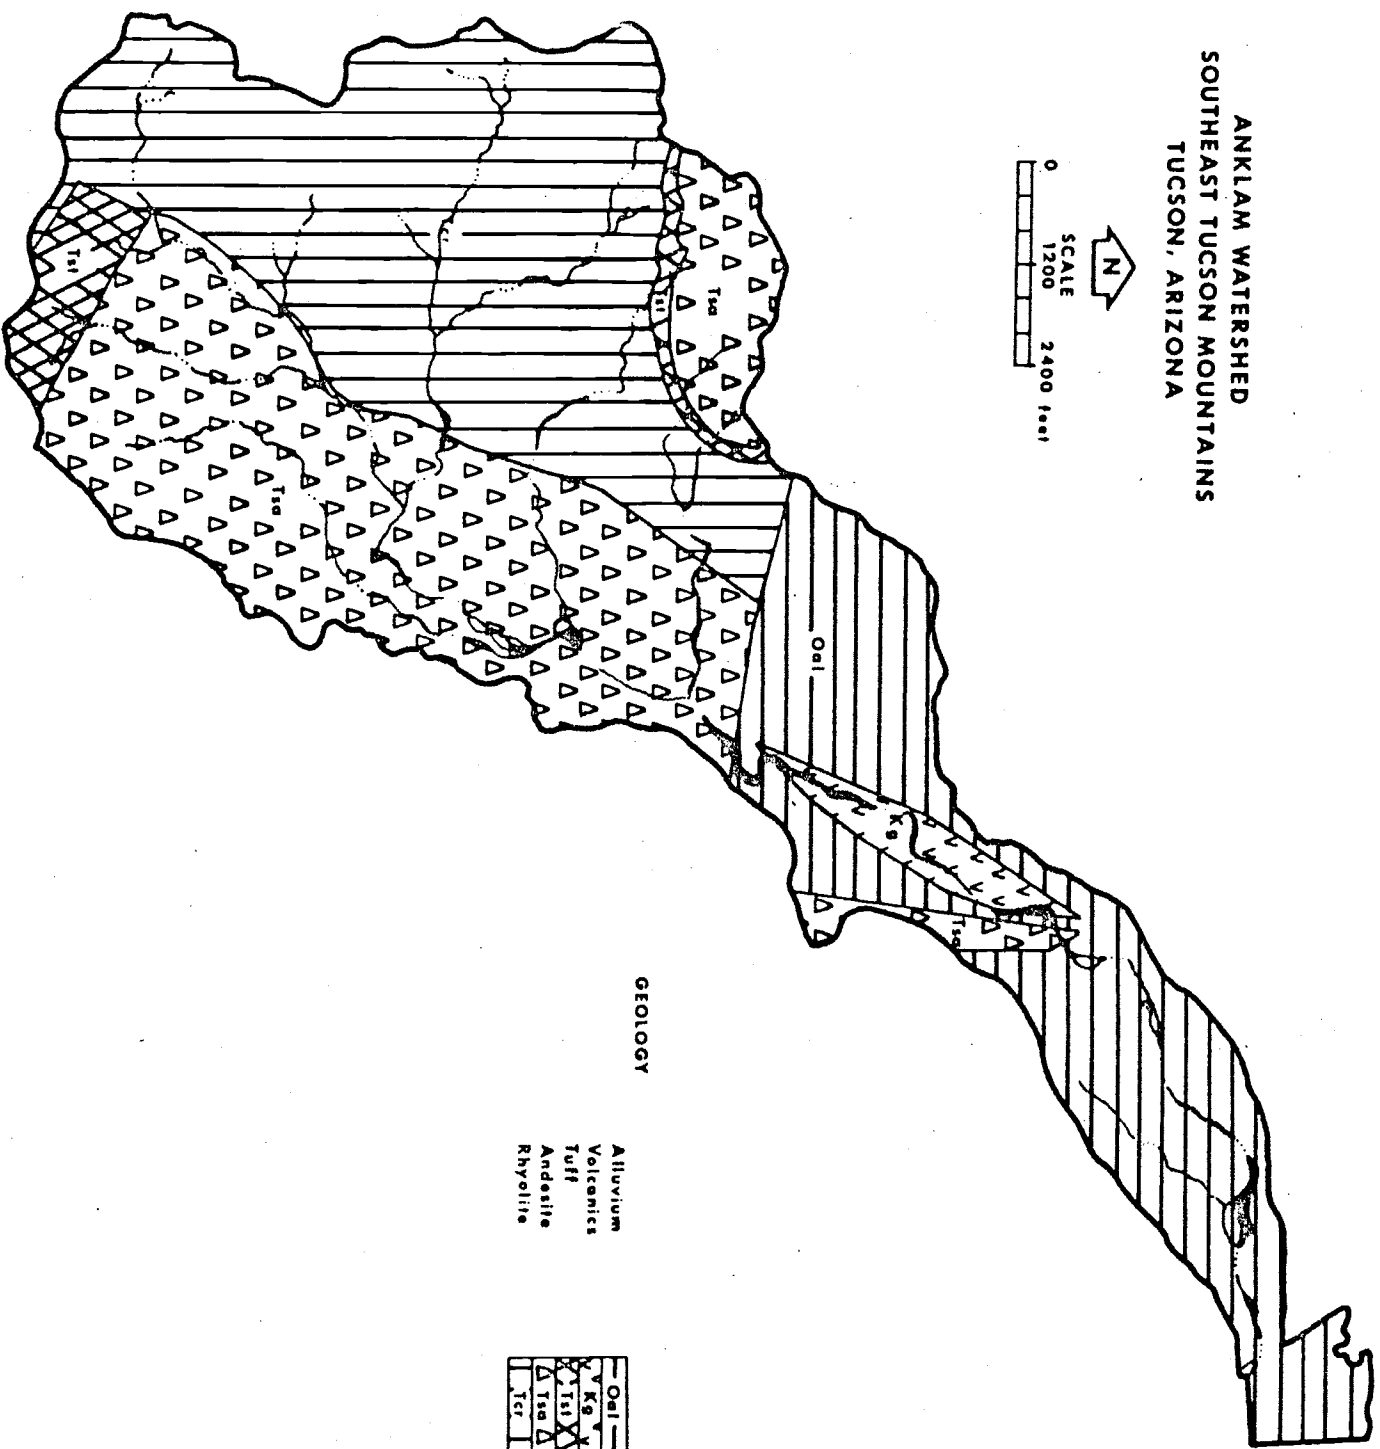 ANKLAM WATERSHED
SOUTHEAST TUCSON MOUNTAINS
TUCSON, ARIZONA
N
SCALE
0 1200 2400 feet
Tsa
Tst
Tst
Tsa
Qal
Kg
Tsa
GEOLOGY
Alluvium Qal
Volcanics Kg
Tuff Tst
Andesite Tsa
Rhyolite Tcr